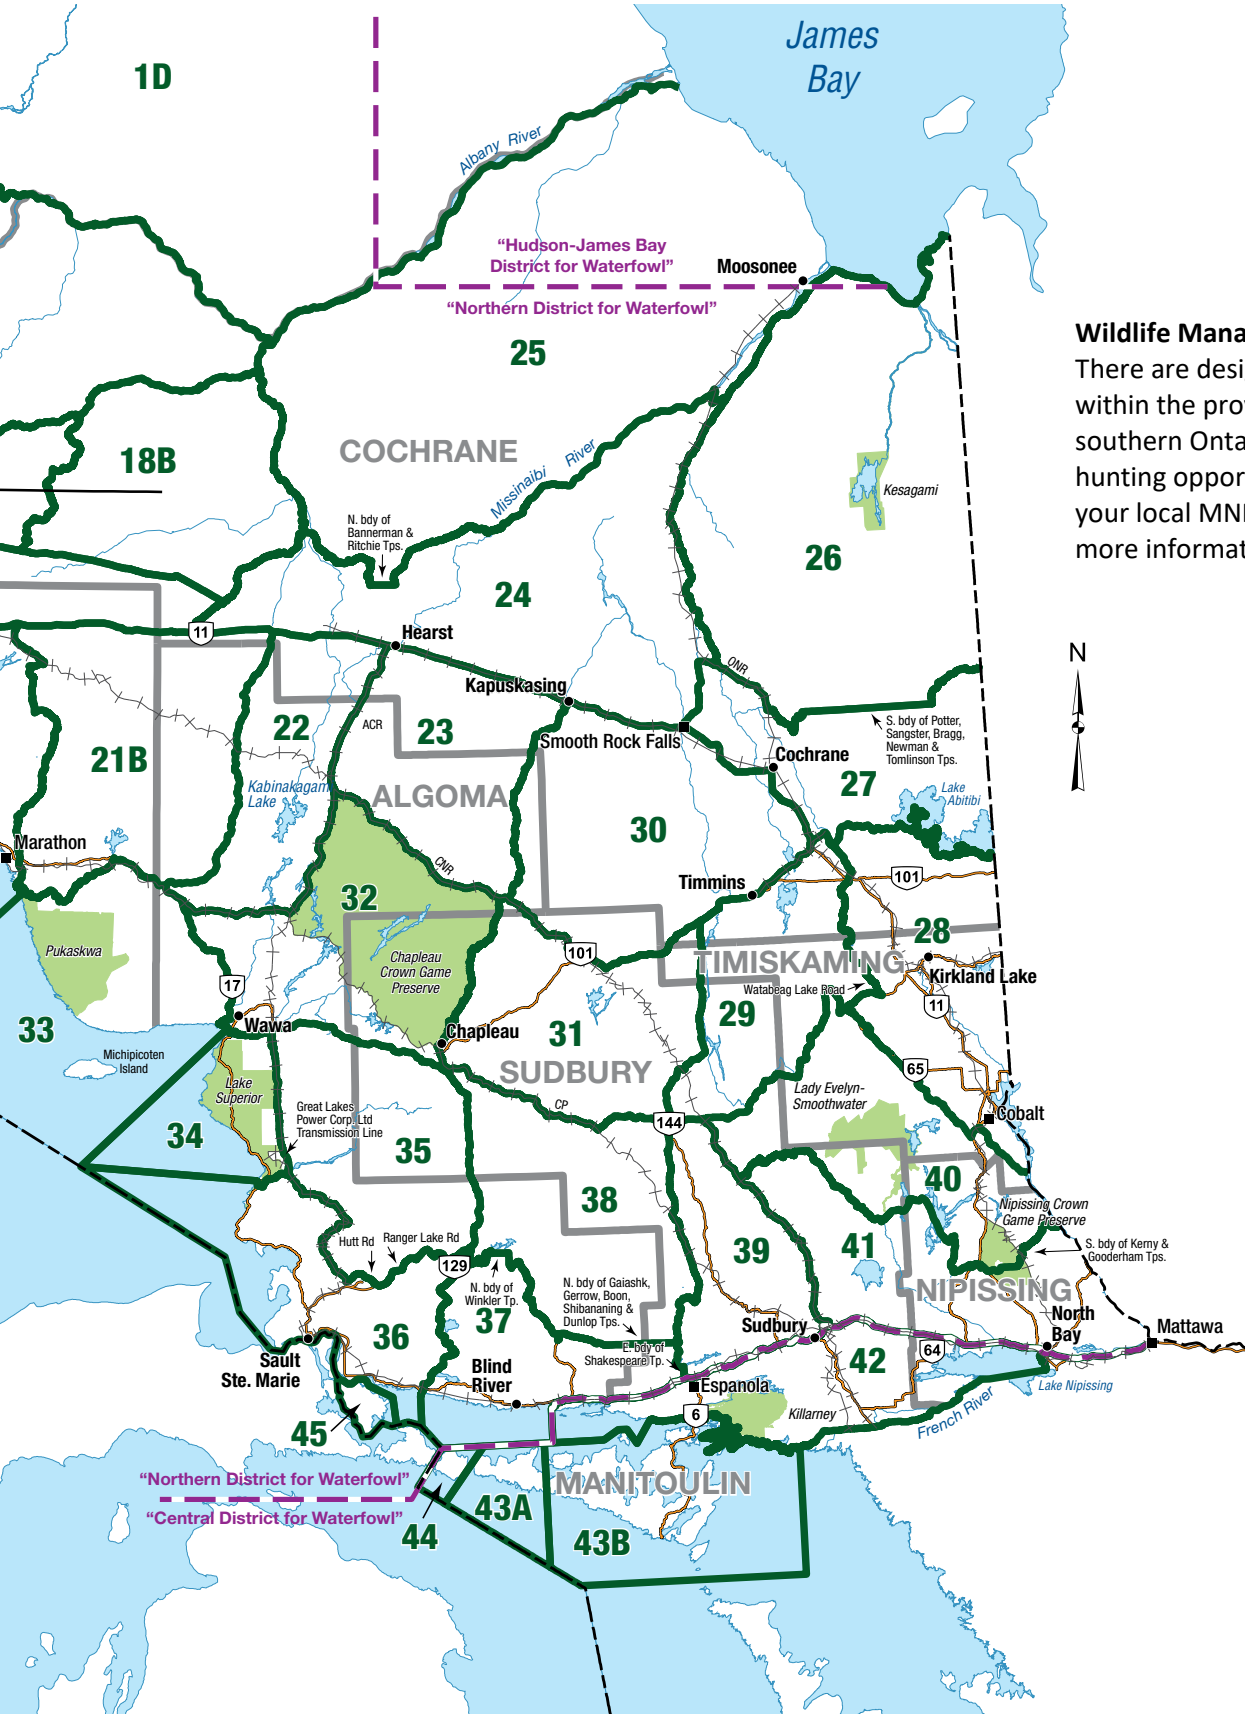 James
Bay
1D
Albany River
“Hudson-James Bay
District for Waterfowl”
Moosonee
“Northern District for Waterfowl”
25
Wildlife Mana
There are desi
within the prov
southern Onta
hunting oppor
your local MNI
more informat
COCHRANE
18B
Missinaibi River
Kesagami
N. bdy of
Bannerman &
Ritchie Tps.
26
24
11
Hearst
N
ONR
Kapuskasing
ACR
22
23
S. bdy of Potter,
Sangster, Bragg,
Newman &
Tomlinson Tps.
Smooth Rock Falls
21B
Cochrane
27
Kabinakagami
Lake
ALGOMA
Lake
Abitibi
30
Marathon
CNR
101
Timmins
32
28
Pukaskwa
Chapleau
Crown Game
Preserve
101
TIMISKAMING
Kirkland Lake
17
Watabeag Lake Road
11
29
Wawa
33
Chapleau
31
Michipicoten
Island
SUDBURY
65
Lake
Superior
Lady Evelyn-
Smoothwater
Great Lakes
Power Corp. Ltd
Transmission Line
CP
Cobalt
144
34
35
40
38
Nipissing Crown
Game Preserve
Hutt Rd
Ranger Lake Rd
39
41
S. bdy of Kerny &
Gooderham Tps.
129
N. bdy of
Winkler Tp.
N. bdy of Gaiashk,
Gerrow, Boon,
Shibananing &
Dunlop Tps.
NIPISSING
37
36
Sudbury
North
Bay
Mattawa
E. bdy of
Shakespeare Tp.
64
Sault
Ste. Marie
Blind
River
42
Espanola
Lake Nipissing
6
Killarney
French River
45
“Northern District for Waterfowl”
MANITOULIN
“Central District for Waterfowl”
44
43A
43B